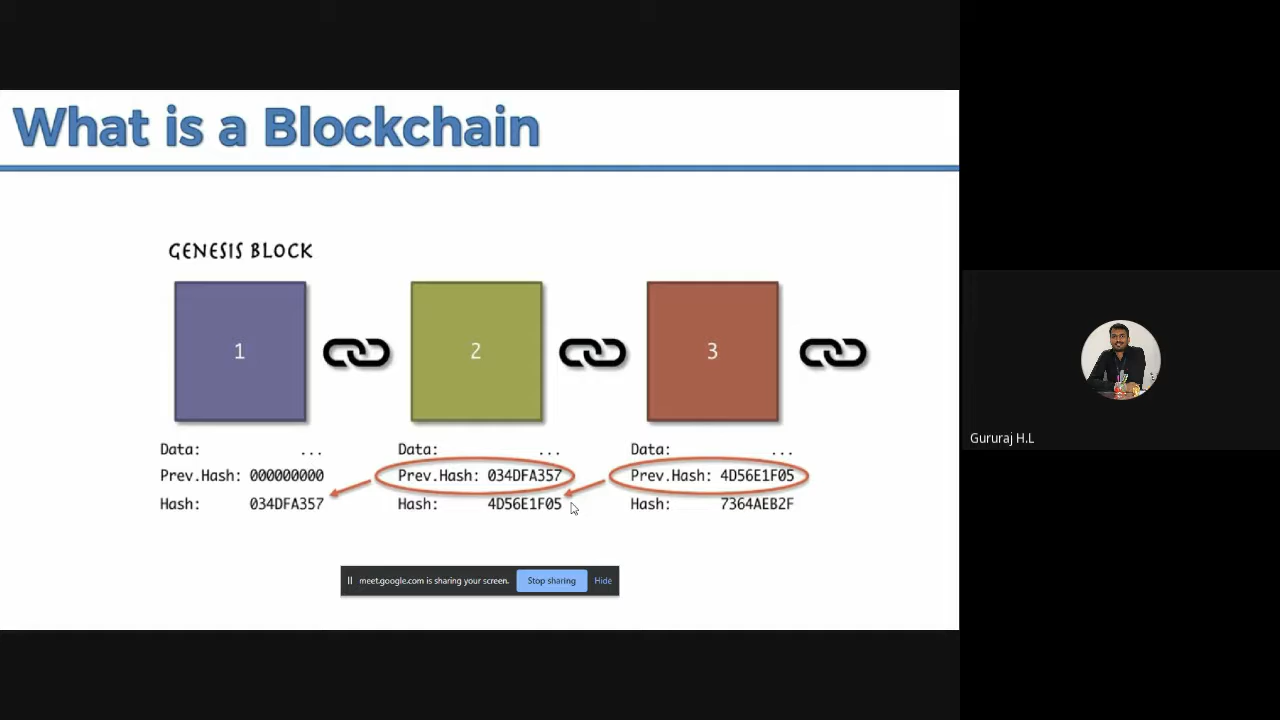 What is a Blockchain
GENESIS BLOCK
1
2
3
Data: ...
Prev.Hash: 000000000
Hash: 034DFA357
Data: ...
Prev.Hash: 034DFA357
Hash: 4D56E1F05
Data: ...
Prev.Hash: 4D56E1F05
Hash: 7364AEB2F
meet.google.com is sharing your screen. Stop sharing Hide
Gururaj H.L